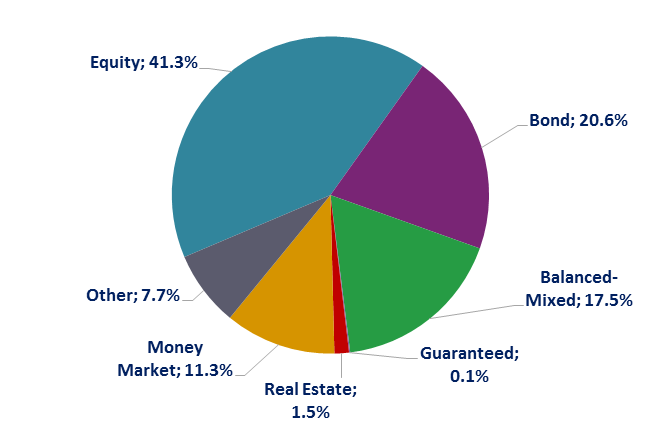 Equity; 41.3%
Bond; 20.6%
Balanced-
Mixed; 17.5%
Guaranteed;
0.1%
Real Estate;
1.5%
Money
Market; 11.3%
Other; 7.7%